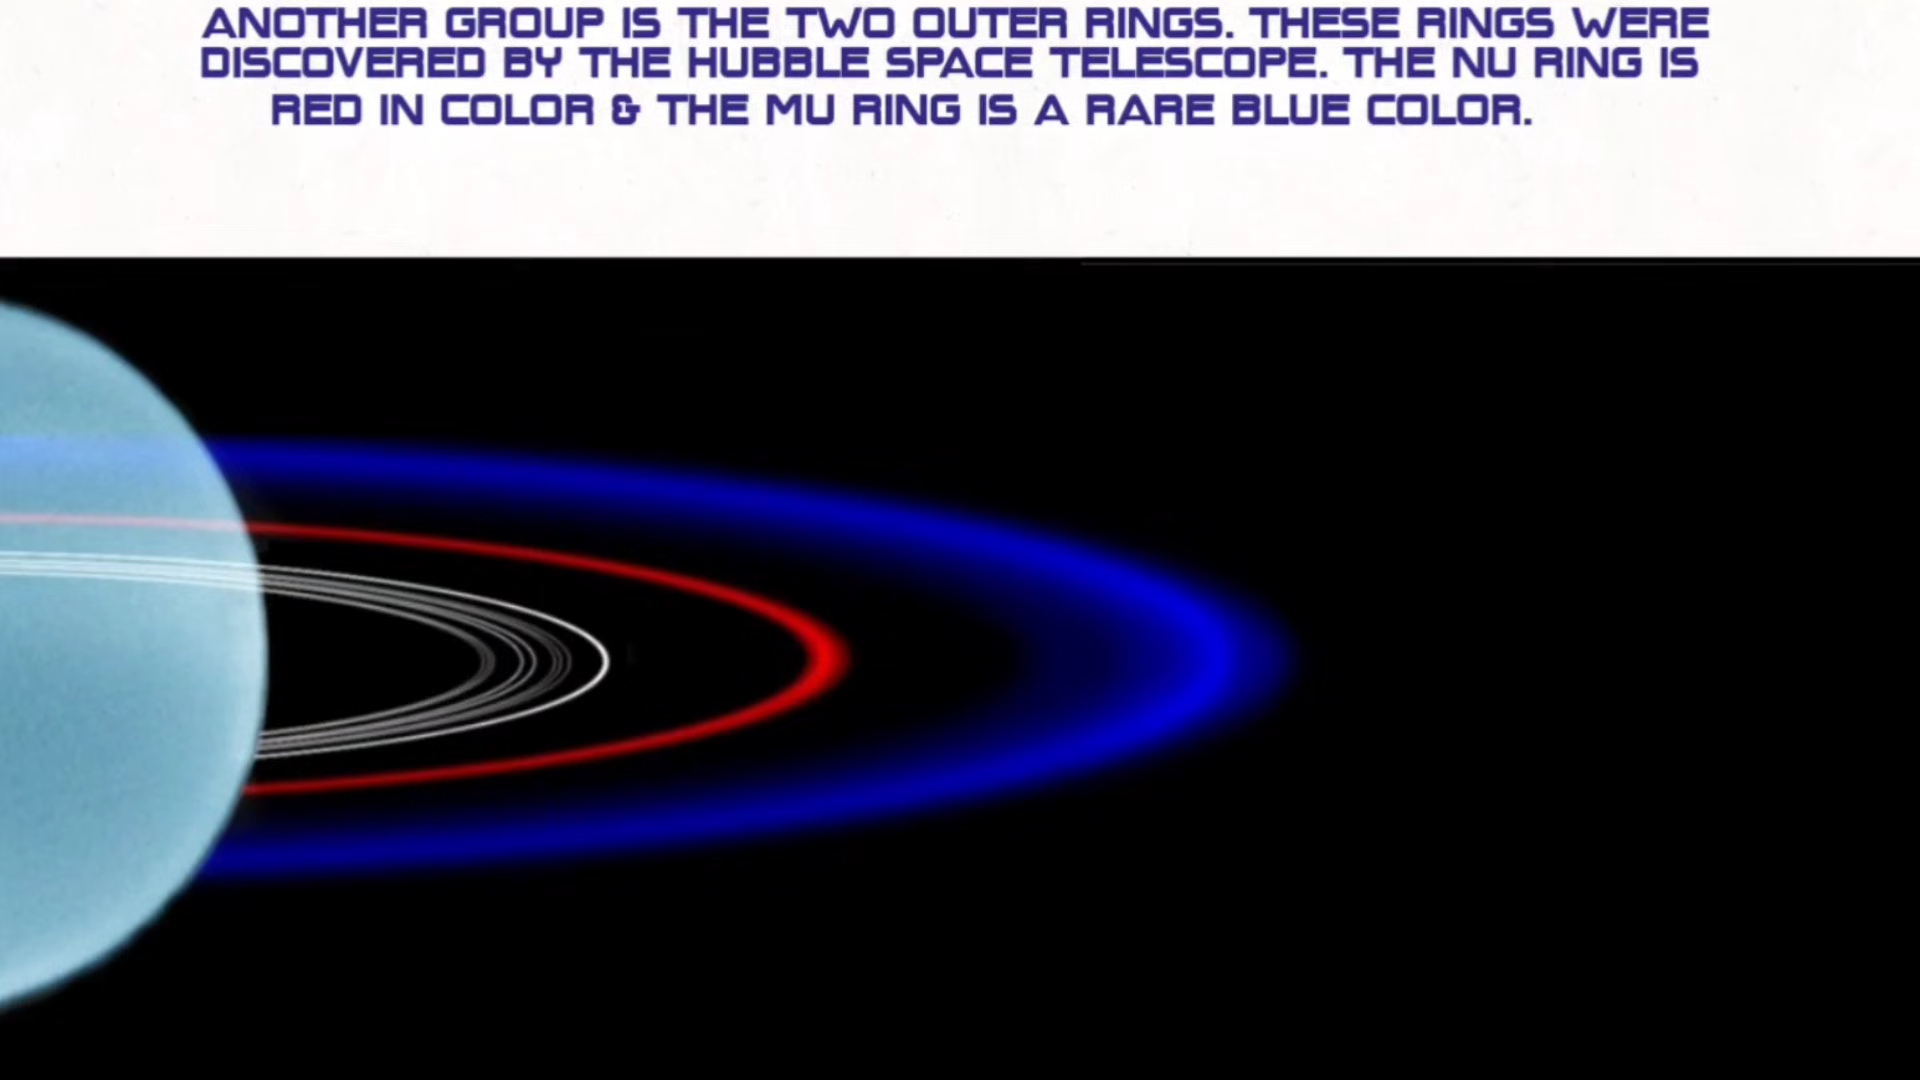 ANOTHER GROUP IS THE TWO OUTER RINGS. THESE RINGS WERE
DISCOVERED BY THE HUBBLE SPACE TELESCOPE. THE NU RING IS
RED IN COLOR & THE MU RING IS A RARE BLUE COLOR.